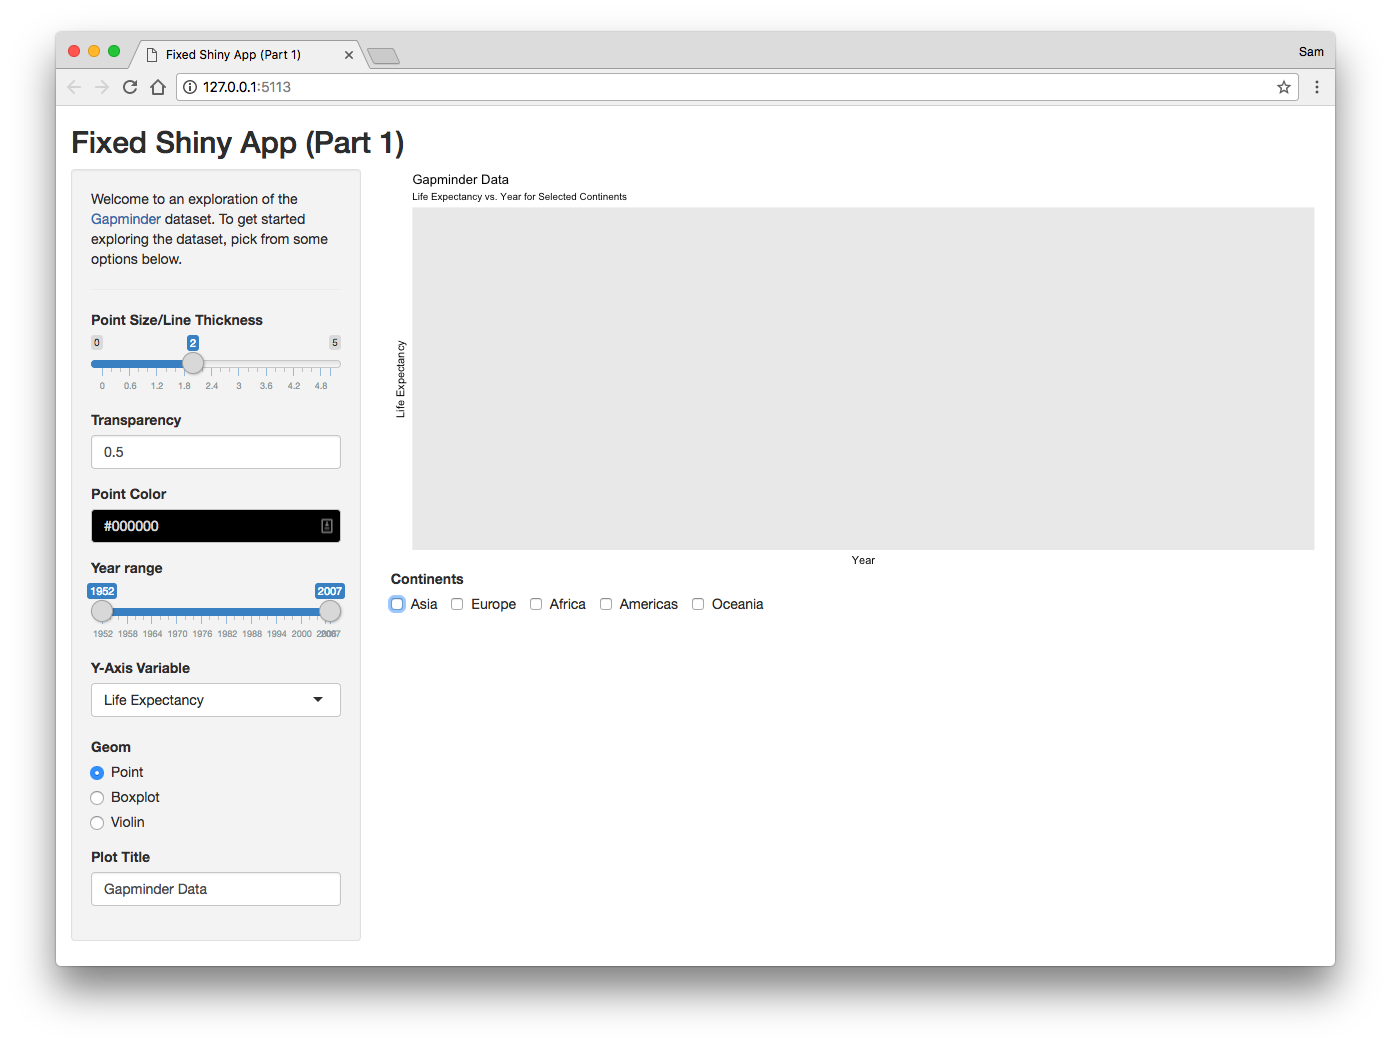 Fixed Shiny App (Part 1)
Sam
127.0.0.1:5113
Fixed Shiny App (Part 1)
Welcome to an exploration of the
Gapminder dataset. To get started
exploring the dataset, pick from some
options below.
Point Size/Line Thickness
0 2 5
0 0.6 1.2 1.8 2.4 3 3.6 4.2 4.8
Transparency
0.5
Point Color
#000000
Year range
1952 2007
1952 1958 1964 1970 1976 1982 1988 1994 2000 2006 2007
Y-Axis Variable
Life Expectancy
Geom
Point
Boxplot
Violin
Plot Title
Gapminder Data
Gapminder Data
Life Expectancy vs. Year for Selected Continents
Life Expectancy
Year
Continents
Asia Europe Africa Americas Oceania